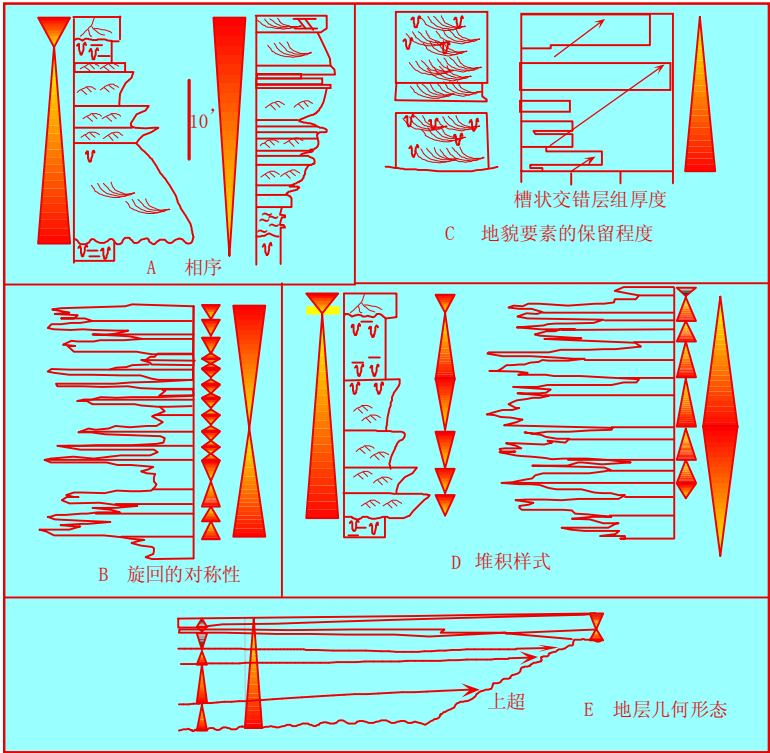 10'
A 相序
槽状交错层组厚度
C 地貌要素的保留程度
B 旋回的对称性
D 堆积样式
上超
E 地层几何形态